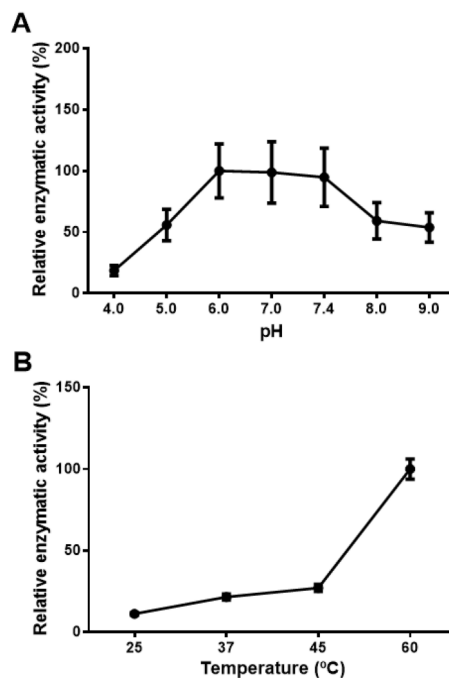 A
Relative enzymatic activity (%)
200
150
100
50
0
4.0 5.0 6.0 7.0 7.4 8.0 9.0
pH
B
Relative enzymatic activity (%)
150
100
50
0
25 37 45 60
Temperature (ºC)